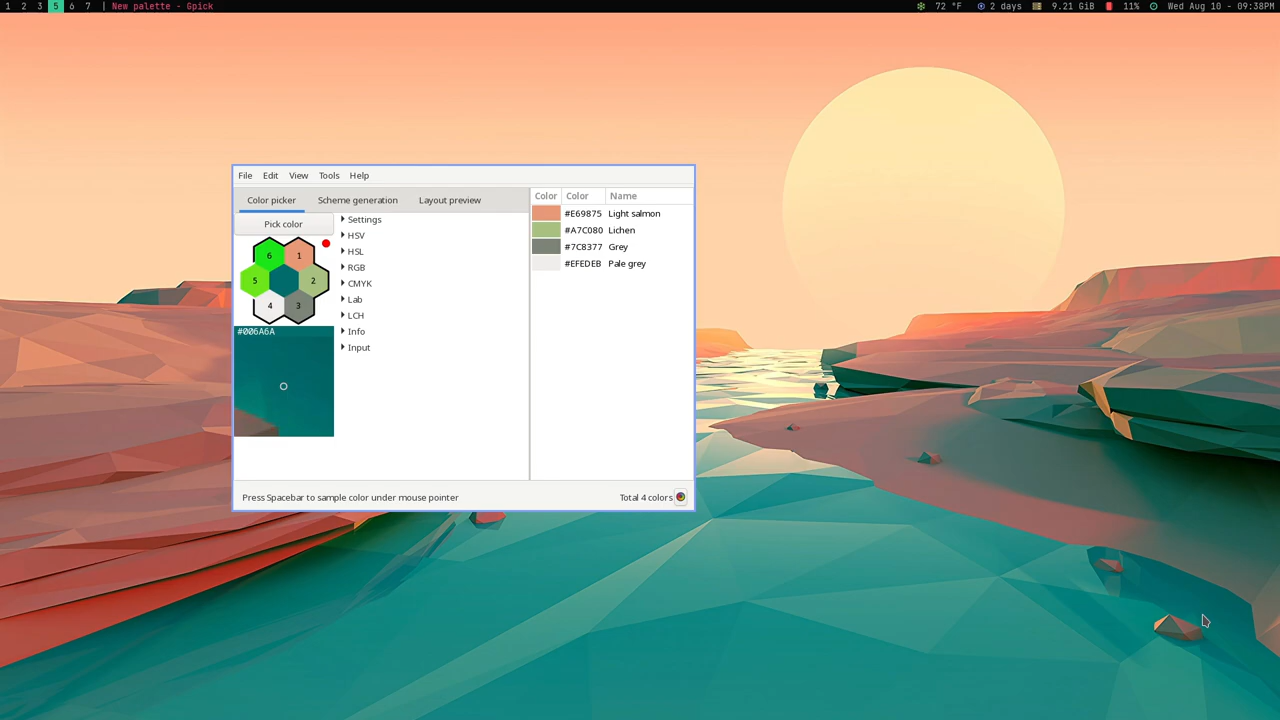 1 2 3 5 6 7 | New palette - Gpick 72 °F 2 days 9.21 GiB 11% Wed Aug 10 - 09:38PM
File Edit View Tools Help
Color picker Scheme generation Layout preview
Color Color Name
Pick color
Settings
HSV
HSL
RGB
CMYK
Lab
LCH
Info
Input
6 1
5 2
4 3
#006A6A
#E69875 Light salmon
#A7C080 Lichen
#7C8377 Grey
#EFEDEB Pale grey
Press Spacebar to sample color under mouse pointer
Total 4 colors